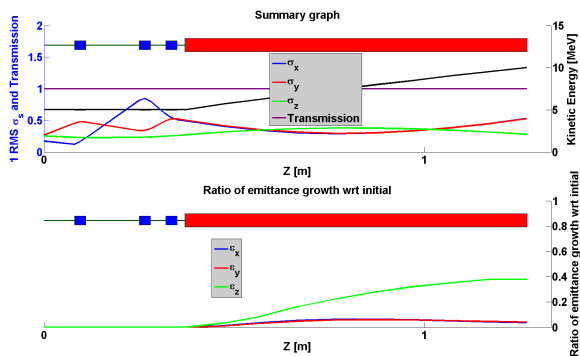 Summary graph
1 RMS σs and Transmission
2
1.5
1
0.5
0
σx
σy
σz
Transmission
15
10
5
0
Kinetic Energy [MeV]
0
1
Z [m]
Ratio of emittance growth wrt initial
εx
εy
εz
1
0.8
0.6
0.4
0.2
0
Ratio of emittance growth wrt intial
0
1
Z [m]